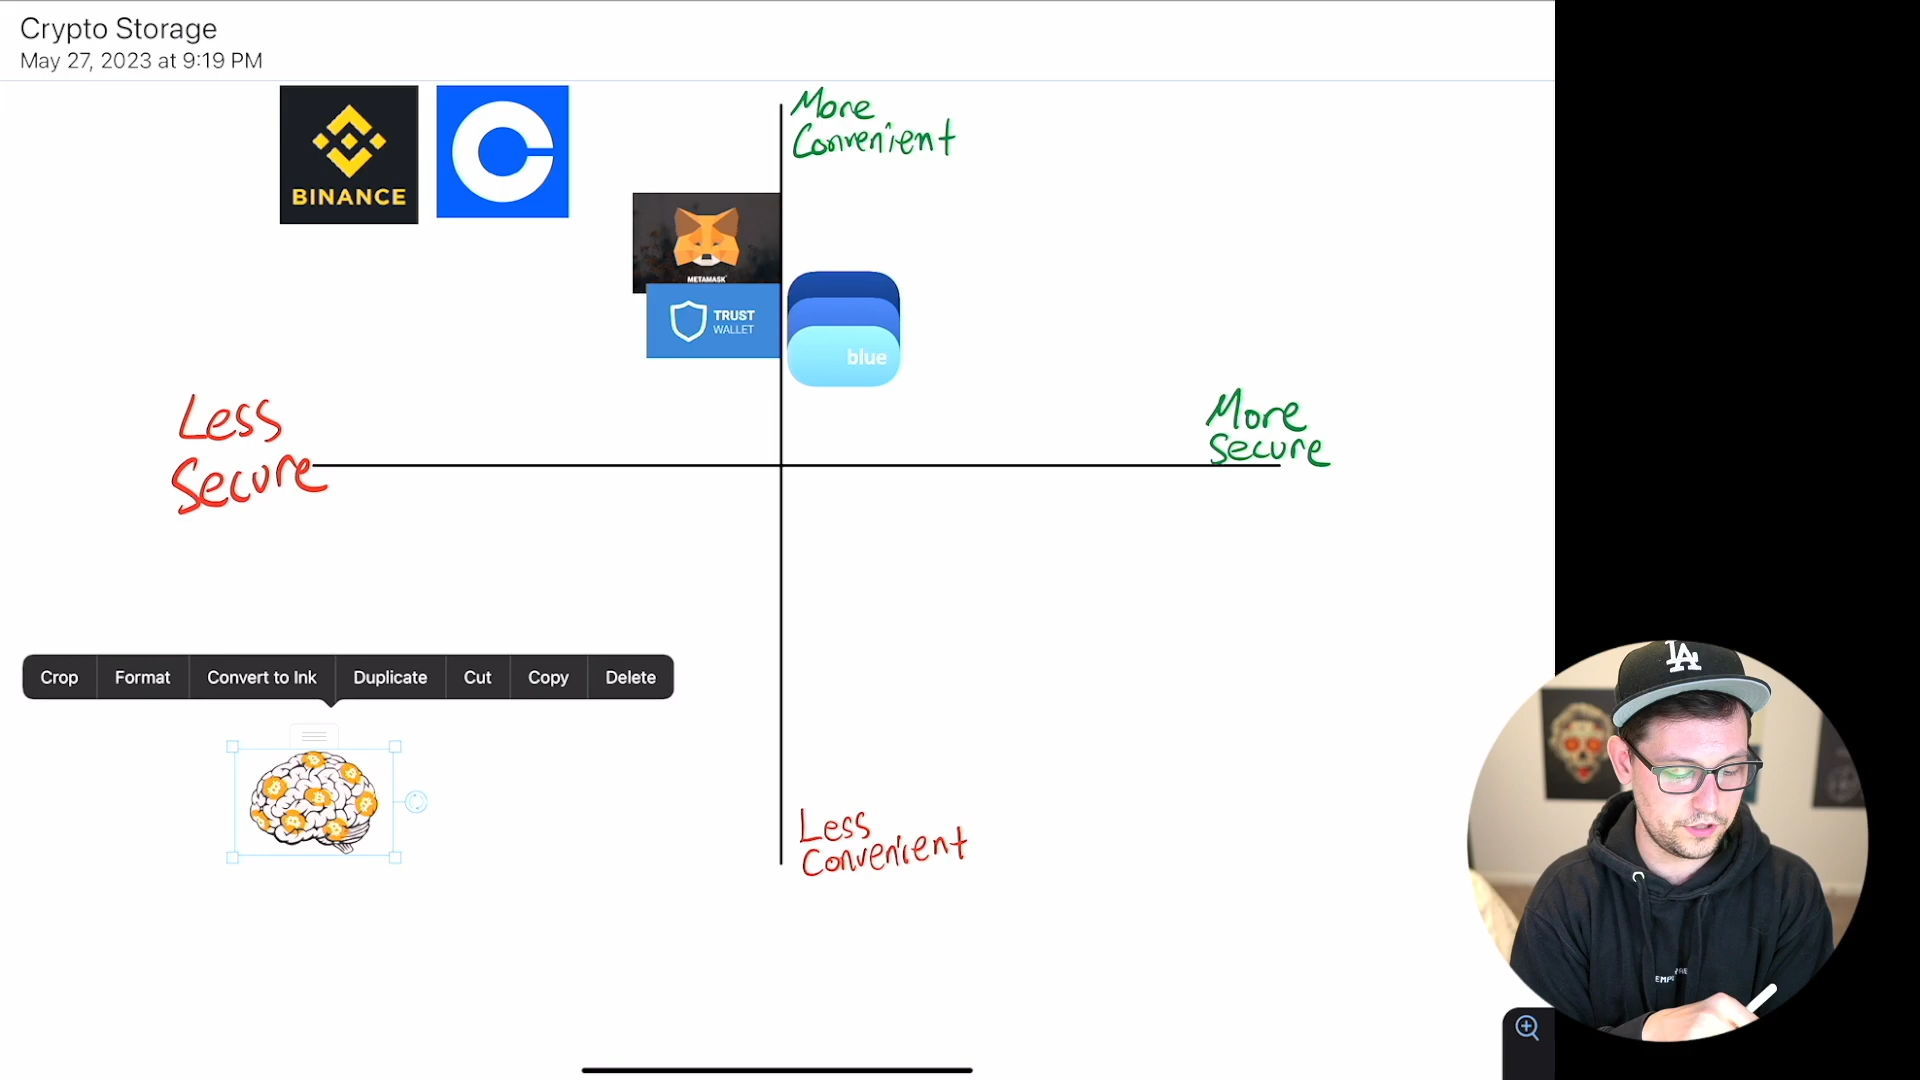 Crypto Storage
May 27, 2023 at 9:19 PM
BINANCE
More
Convenient
METAMASK
TRUST
WALLET
blue
Less
Secure
More
Secure
Crop Format Convert to Ink Duplicate Cut Copy Delete
Less
Convenient
LA